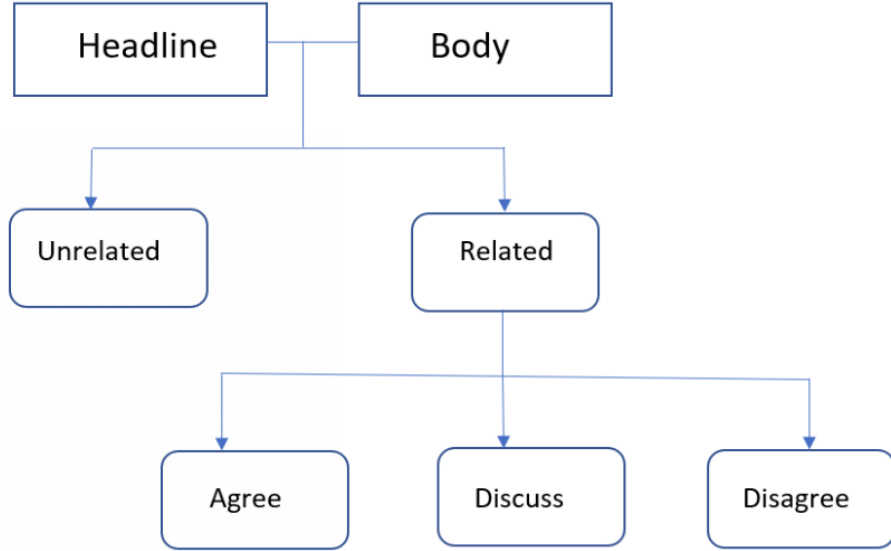 Headline
Body
Unrelated
Related
Agree
Discuss
Disagree